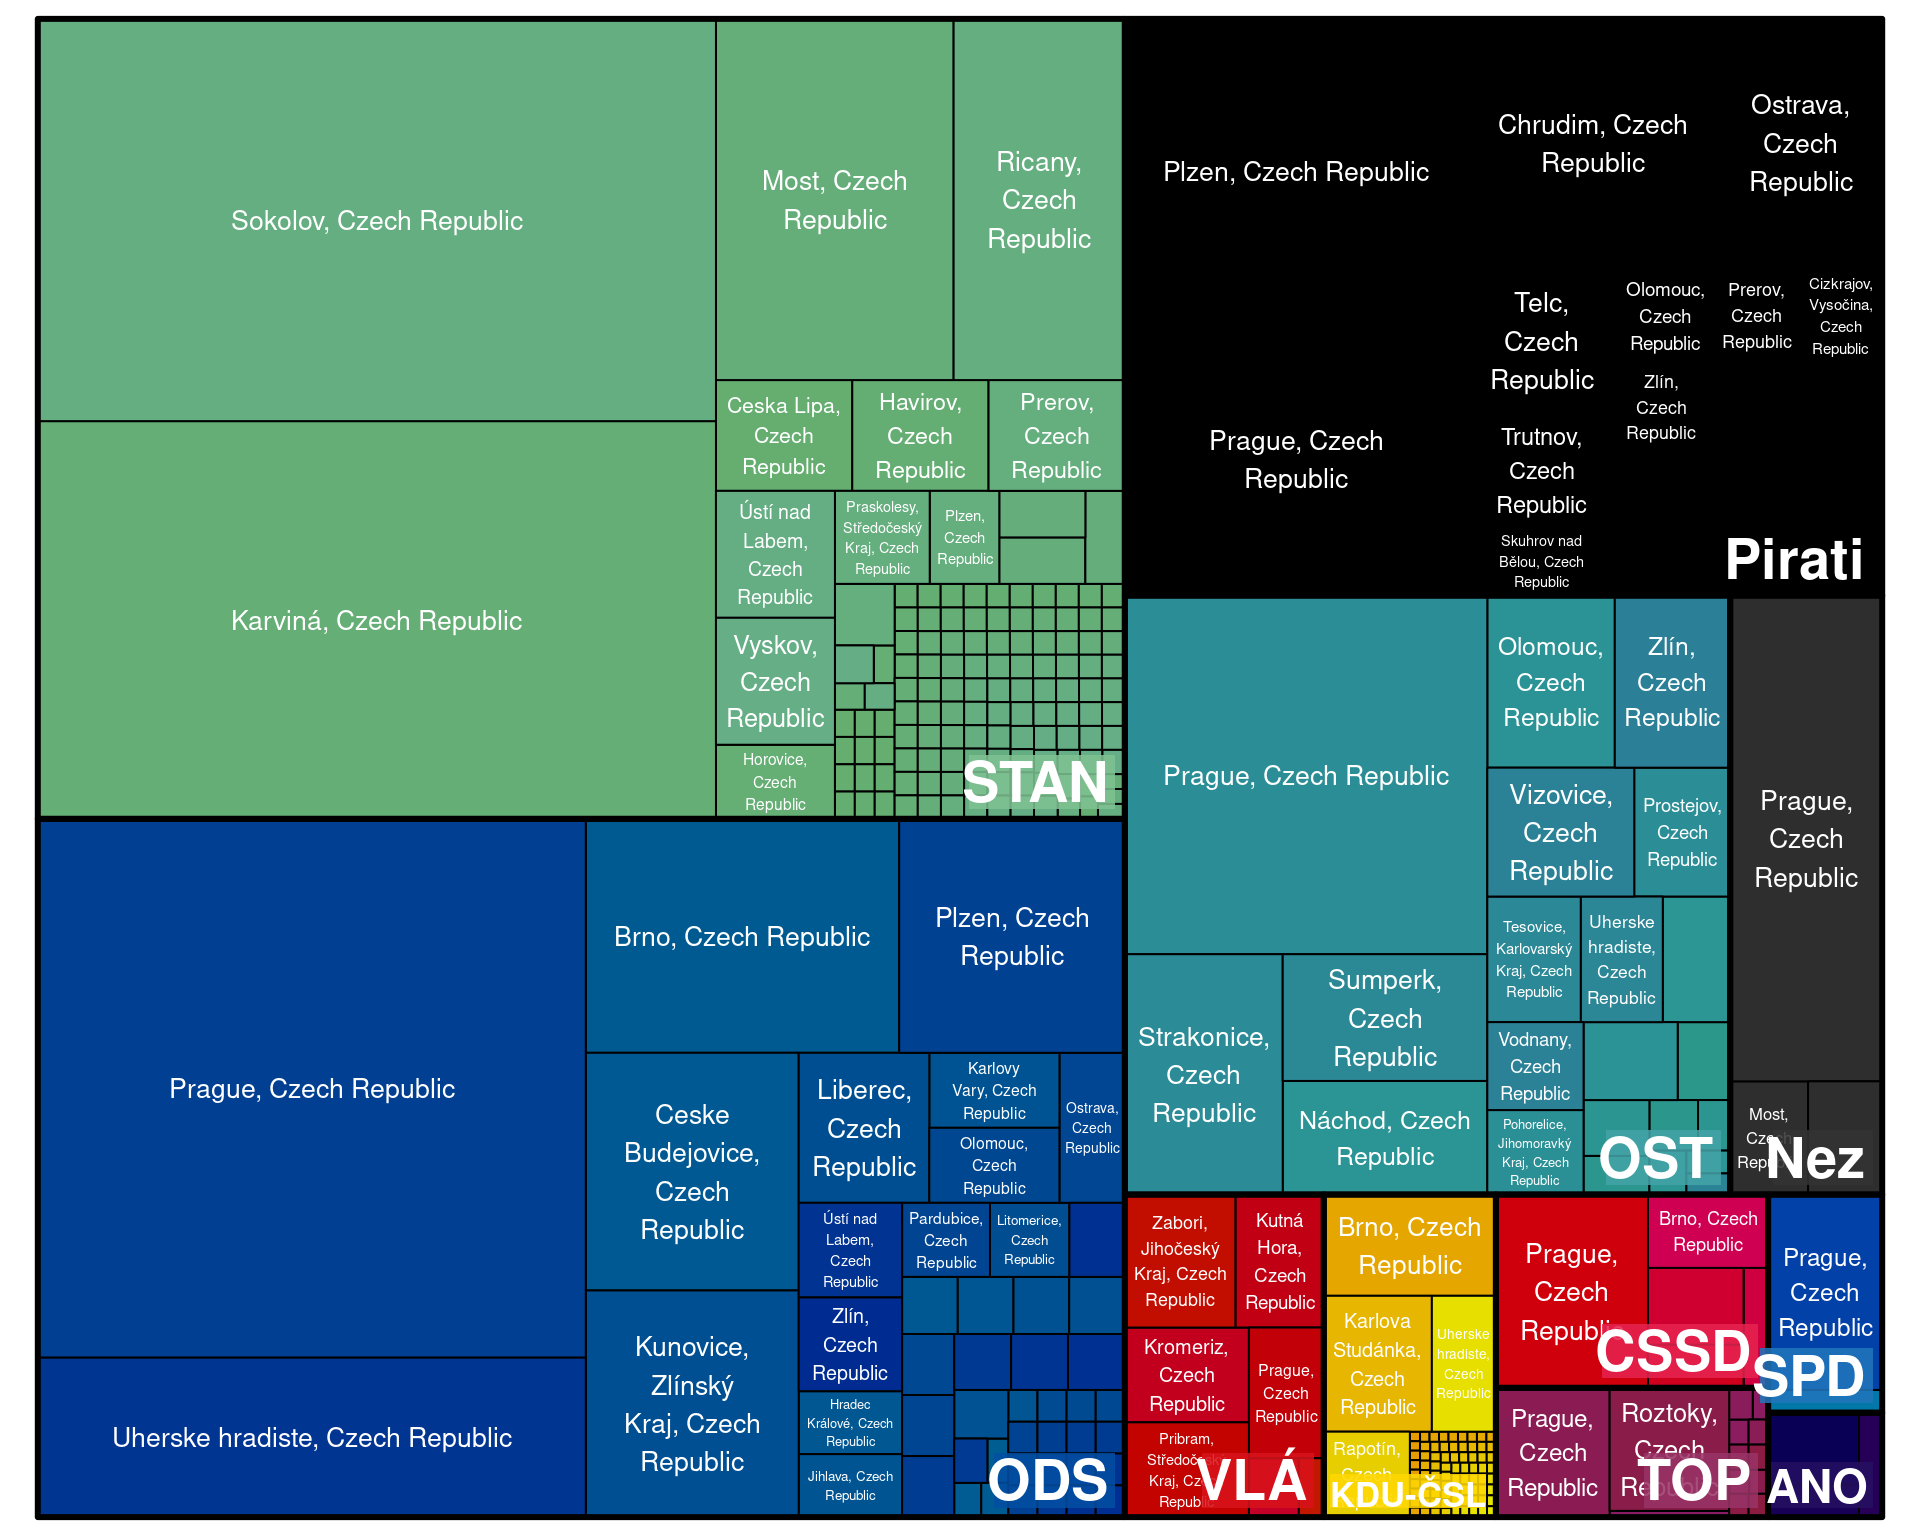 Sokolov, Czech Republic
Karviná, Czech Republic
Most, Czech
Republic
Ricany,
Czech
Republic
Ceska Lipa,
Czech
Republic
Havirov,
Czech
Republic
Prerov,
Czech
Republic
Ústí nad
Labem,
Czech
Republic
Praskolesy,
Středočeský
Kraj, Czech
Republic
Plzen,
Czech
Republic
Vyskov,
Czech
Republic
Horovice,
Czech
Republic
STAN
Plzen, Czech Republic
Chrudim, Czech
Republic
Ostrava,
Czech
Republic
Prague, Czech
Republic
Telc,
Czech
Republic
Olomouc,
Czech
Republic
Prerov,
Czech
Republic
Cizkrajov,
Vysočina,
Czech
Republic
Zlín,
Czech
Republic
Trutnov,
Czech
Republic
Skuhrov nad
Bělou, Czech
Republic
Pirati
Prague, Czech Republic
Uherske hradiste, Czech Republic
Brno, Czech Republic
Plzen, Czech
Republic
Ceske
Budejovice,
Czech
Republic
Kunovice,
Zlínský
Kraj, Czech
Republic
Liberec,
Czech
Republic
Karlovy
Vary, Czech
Republic
Olomouc,
Czech
Republic
Ostrava,
Czech
Republic
Ústí nad
Labem,
Czech
Republic
Pardubice,
Czech
Republic
Litomerice,
Czech
Republic
Zlín,
Czech
Republic
Hradec
Králové, Czech
Republic
Jihlava, Czech
Republic
ODS
Prague, Czech Republic
Strakonice,
Czech
Republic
Sumperk,
Czech
Republic
Náchod, Czech
Republic
Olomouc,
Czech
Republic
Zlín,
Czech
Republic
Vizovice,
Czech
Republic
Prostejov,
Czech
Republic
Tesovice,
Karlovarský
Kraj, Czech
Republic
Uherske
hradiste,
Czech
Republic
Vodnany,
Czech
Republic
Pohorelice,
Jihomoravký
Kraj, Czech
Republic
OST
Prague,
Czech
Republic
Most,
Czech
Republic
Nez
Zabori,
Jihočeský
Kraj, Czech
Republic
Kutná
Hora,
Czech
Republic
Kromeriz,
Czech
Republic
Prague,
Czech
Republic
Pribram,
Středočeský
Kraj, Czech
Republic
VLÁ
Brno, Czech
Republic
Karlova
Studánka,
Czech
Republic
Uherske
hradiste,
Czech
Republic
Rapotín,
Czech
KDU-ČSL
Prague,
Czech
Republic
Brno, Czech
Republic
CSSD
Prague,
Czech
Republic
SPD
Prague,
Czech
Republic
Roztoky,
Czech
Republic
TOP
ANO